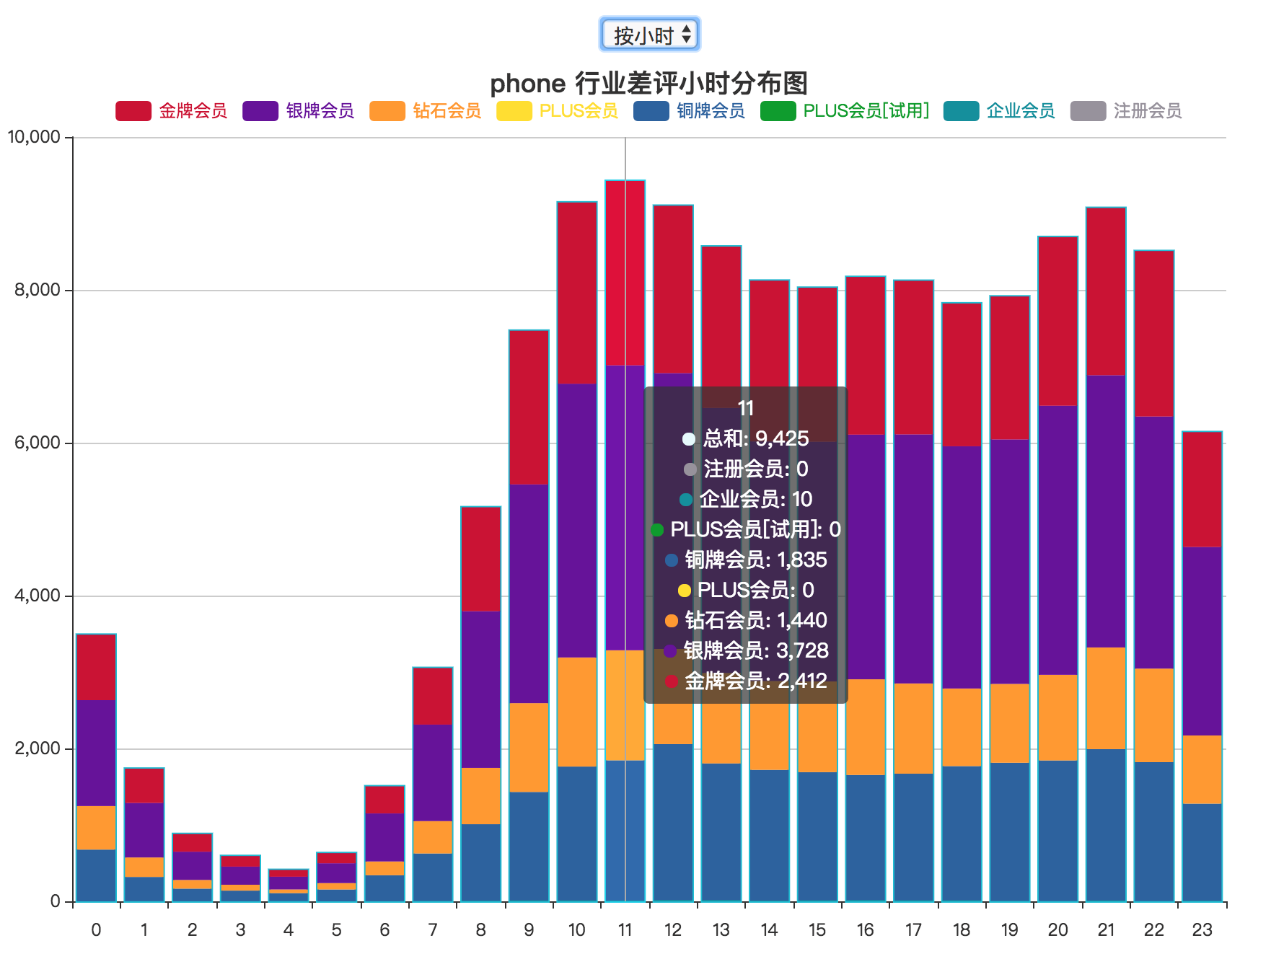 按小时
phone 行业差评小时分布图
金牌会员 银牌会员 钻石会员 PLUS会员 铜牌会员 PLUS会员[试用] 企业会员 注册会员
10,000
8,000
6,000
4,000
2,000
0
11
总和: 9,425
注册会员: 0
企业会员: 10
PLUS会员[试用]: 0
铜牌会员: 1,835
PLUS会员: 0
钻石会员: 1,440
银牌会员: 3,728
金牌会员: 2,412
0 1 2 3 4 5 6 7 8 9 10 11 12 13 14 15 16 17 18 19 20 21 22 23